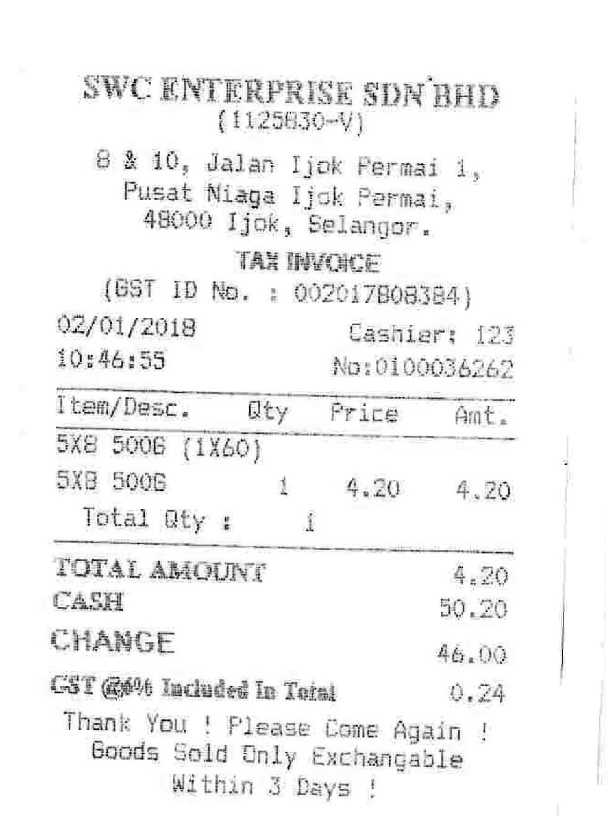 SWC ENTERPRISE SDN BHD
(1125830-V)
8 & 10, Jalan Ijok Permai 1,
Pusat Niaga Ijok Permai,
48000 Ijok, Selangor.
TAX INVOICE
(GST ID No. : 002017808384)
02/01/2018 Cashier: 123
10:46:55 No:0100036262
Item/Desc. Qty Price Amt.
5X8 500G (1X60)
5X8 500G 1 4.20 4.20
Total Qty : 1
TOTAL AMOUNT 4.20
CASH 50.20
CHANGE 46.00
GST @6% Included In Total 0.24
Thank You ! Please Come Again !
Goods Sold Only Exchangable
Within 3 Days !